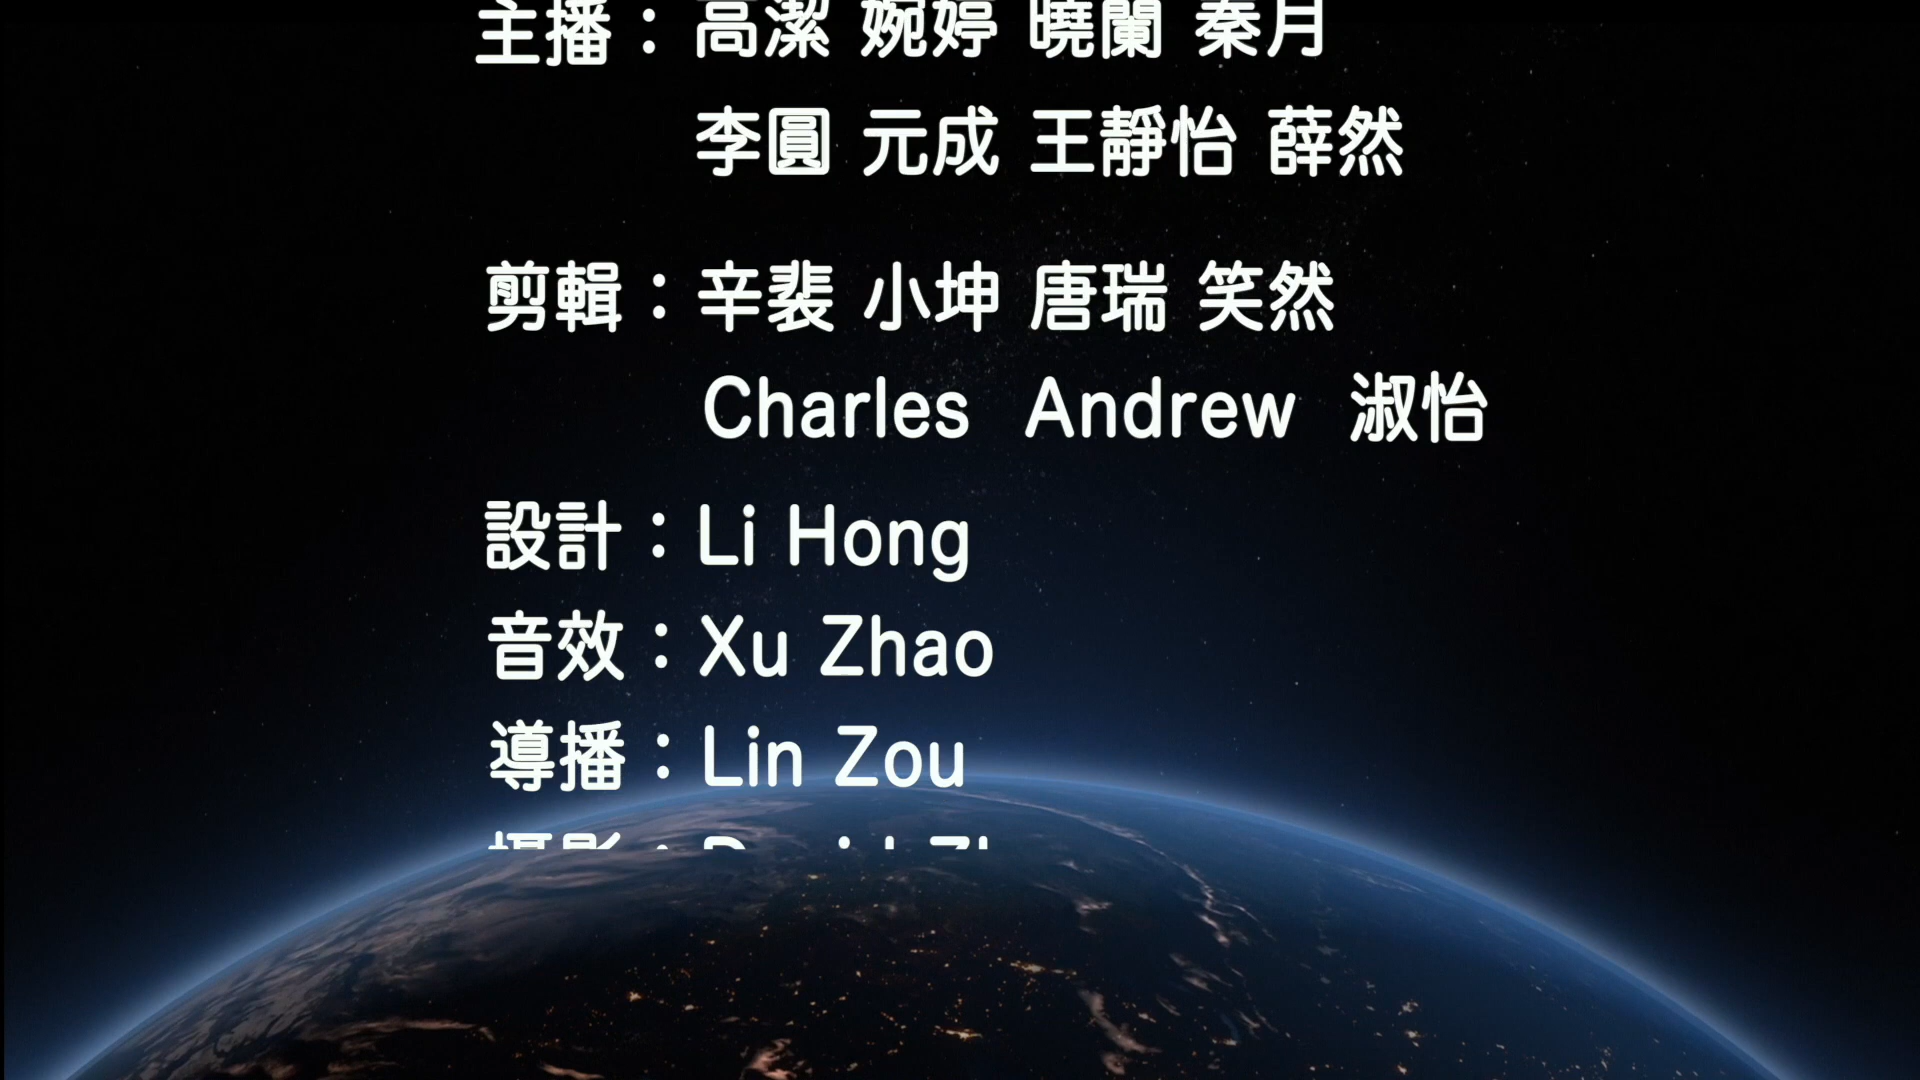 主播：高潔 婉婷 曉闌 秦月
李圓 元成 王靜怡 薛然
剪輯：辛裴 小坤 唐瑞 笑然
Charles Andrew 淑怡
設計：Li Hong
音效：Xu Zhao
導播：Lin Zou